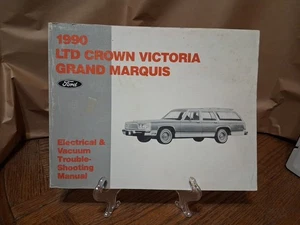 1990
LTD CROWN VICTORIA
GRAND MARQUIS
Ford
Electrical &
Vacuum
Trouble-
Shooting
Manual